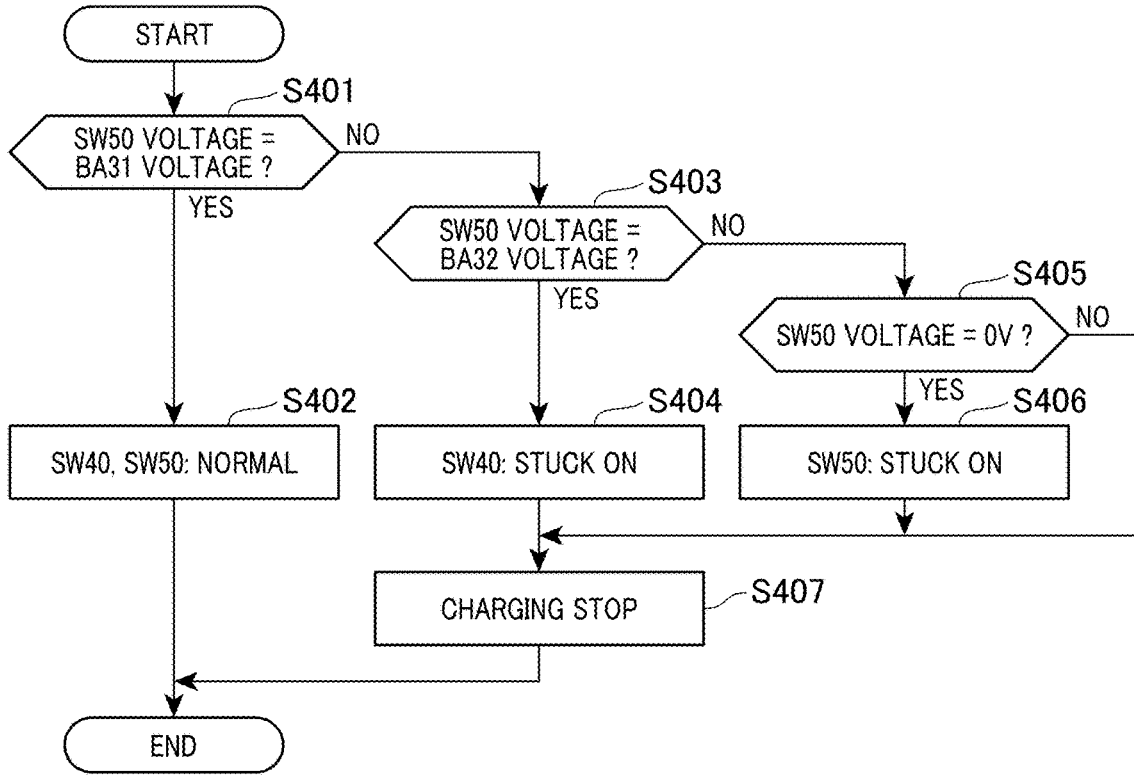 START
S401
SW50 VOLTAGE =
BA31 VOLTAGE ?
NO
YES
S403
SW50 VOLTAGE =
BA32 VOLTAGE ?
NO
YES
S405
SW50 VOLTAGE = 0V ?
NO
YES
S402
SW40, SW50: NORMAL
S404
SW40: STUCK ON
S406
SW50: STUCK ON
S407
CHARGING STOP
END